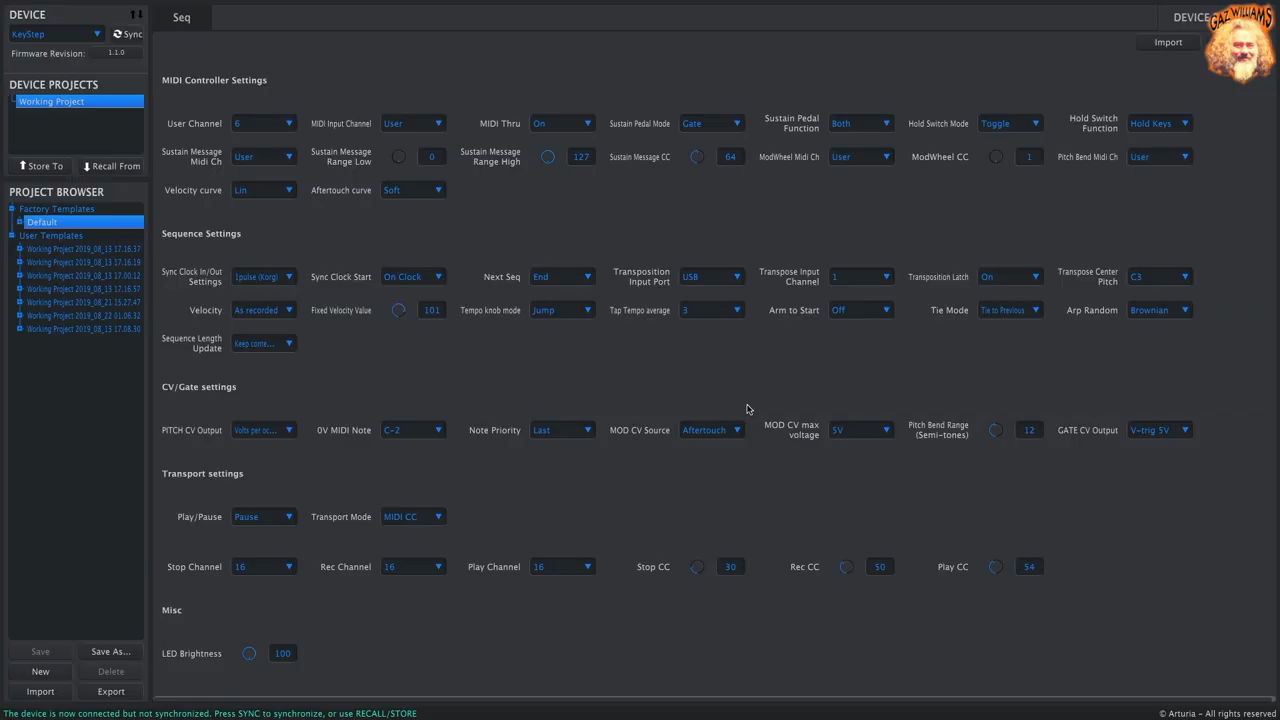 DEVICE
KeyStep
Sync
Firmware Revision:
1.1.0
DEVICE PROJECTS
Working Project
Store To
Recall From
PROJECT BROWSER
Factory Templates
Default
User Templates
Working Project 2019_08_13 17.16.37
Working Project 2019_08_13 17.16.19
Working Project 2019_08_13 17.00.12
Working Project 2019_08_13 17.16.57
Working Project 2019_08_21 15.27.47
Working Project 2019_08_22 01.06.32
Working Project 2019_08_13 17.08.30
Save
Save As...
New
Delete
Import
Export
Seq
DEVICE
GAZ WILLIAMS
Import
MIDI Controller Settings
User Channel 6
MIDI Input Channel User
MIDI Thru On
Sustain Pedal Mode Gate
Sustain Pedal Function Both
Hold Switch Mode Toggle
Hold Switch Function Hold Keys
Sustain Message Midi Ch User
Sustain Message Range Low 0
Sustain Message Range High 127
Sustain Message CC 64
ModWheel Midi Ch User
ModWheel CC 1
Pitch Bend Midi Ch User
Velocity curve Lin
Aftertouch curve Soft
Sequence Settings
Sync Clock In/Out Settings 1pulse (Korg)
Sync Clock Start On Clock
Next Seq End
Transposition Input Port USB
Transpose Input Channel 1
Transposition Latch On
Transpose Center Pitch C3
Velocity As recorded
Fixed Velocity Value 101
Tempo knob mode Jump
Tap Tempo average 3
Arm to Start Off
Tie Mode Tie to Previous
Arp Random Brownian
Sequence Length Update Keep conte...
CV/Gate settings
PITCH CV Output Volts per oc...
0V MIDI Note C-2
Note Priority Last
MOD CV Source Aftertouch
MOD CV max voltage 5V
Pitch Bend Range (Semi-tones) 12
GATE CV Output V-trig 5V
Transport settings
Play/Pause Pause
Transport Mode MIDI CC
Stop Channel 16
Rec Channel 16
Play Channel 16
Stop CC 30
Rec CC 50
Play CC 54
Misc
LED Brightness 100
The device is now connected but not synchronized. Press SYNC to synchronize, or use RECALL/STORE
© Arturia - All rights reserved